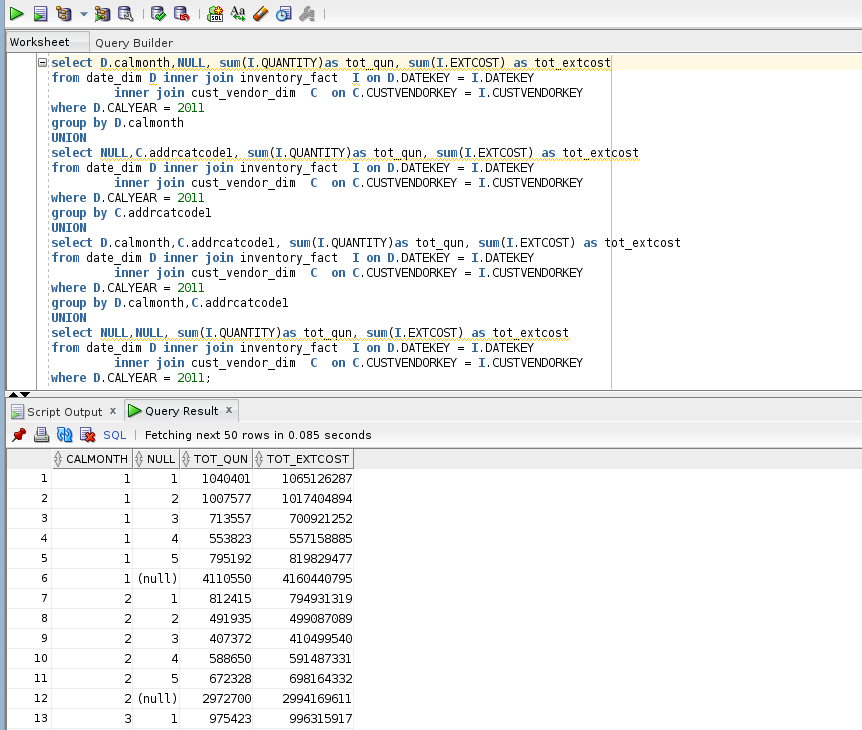 Worksheet Query Builder
select D.calmonth,NULL, sum(I.QUANTITY)as tot_qun, sum(I.EXTCOST) as tot_extcost
from date_dim D inner join inventory_fact I on D.DATEKEY = I.DATEKEY
inner join cust_vendor_dim C on C.CUSTVENDORKEY = I.CUSTVENDORKEY
where D.CALYEAR = 2011
group by D.calmonth
UNION
select NULL,C.addrcatcode1, sum(I.QUANTITY)as tot_qun, sum(I.EXTCOST) as tot_extcost
from date_dim D inner join inventory_fact I on D.DATEKEY = I.DATEKEY
inner join cust_vendor_dim C on C.CUSTVENDORKEY = I.CUSTVENDORKEY
where D.CALYEAR = 2011
group by C.addrcatcode1
UNION
select D.calmonth,C.addrcatcode1, sum(I.QUANTITY)as tot_qun, sum(I.EXTCOST) as tot_extcost
from date_dim D inner join inventory_fact I on D.DATEKEY = I.DATEKEY
inner join cust_vendor_dim C on C.CUSTVENDORKEY = I.CUSTVENDORKEY
where D.CALYEAR = 2011
group by D.calmonth,C.addrcatcode1
UNION
select NULL,NULL, sum(I.QUANTITY)as tot_qun, sum(I.EXTCOST) as tot_extcost
from date_dim D inner join inventory_fact I on D.DATEKEY = I.DATEKEY
inner join cust_vendor_dim C on C.CUSTVENDORKEY = I.CUSTVENDORKEY
where D.CALYEAR = 2011;
Script Output x Query Result x
SQL | Fetching next 50 rows in 0.085 seconds
CALMONTH NULL TOT_QUN TOT_EXTCOST
1 1 1 1040401 1065126287
2 1 2 1007577 1017404894
3 1 3 713557 700921252
4 1 4 553823 557158885
5 1 5 795192 819829477
6 1 (null) 4110550 4160440795
7 2 1 812415 794931319
8 2 2 491935 499087089
9 2 3 407372 410499540
10 2 4 588650 591487331
11 2 5 672328 698164332
12 2 (null) 2972700 2994169611
13 3 1 975423 996315917